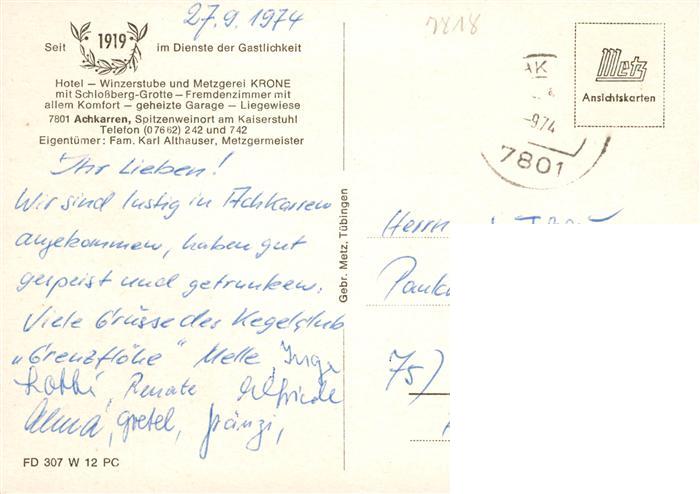 27.9.1974
7818
Seit 1919 im Dienste der Gastlichkeit
Hotel – Winzerstube und Metzgerei KRONE
mit Schloßberg-Grotte – Fremdenzimmer mit
allem Komfort – geheizte Garage – Liegewiese
7801 Achkarren, Spitzenweinort am Kaiserstuhl
Telefon (07662) 242 und 742
Eigentümer: Fam. Karl Althauser, Metzgermeister
Ihr Lieben!
Wir sind lustig in Achkarren
angekommen, haben gut
gespeist und getrunken.
Viele Grüsse des Kegelclub
„Grenzflöhe" Melle, Inge
Renate Elfriede
Alma, Gretel, Fränzi,
FD 307 W 12 PC
Gebr. Metz, Tübingen
AK
-9.74
7801
Metz
Ansichtskarten
Herrn
75)